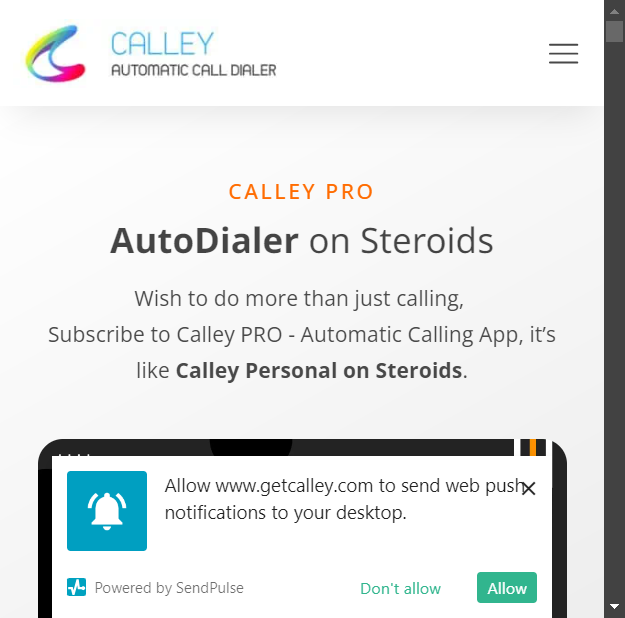 CALLEY
AUTOMATIC CALL DIALER
CALLEY PRO
AutoDialer on Steroids
Wish to do more than just calling,
Subscribe to Calley PRO - Automatic Calling App, it’s
like Calley Personal on Steroids.
Allow www.getcalley.com to send web push
notifications to your desktop.
Powered by SendPulse
Don't allow
Allow